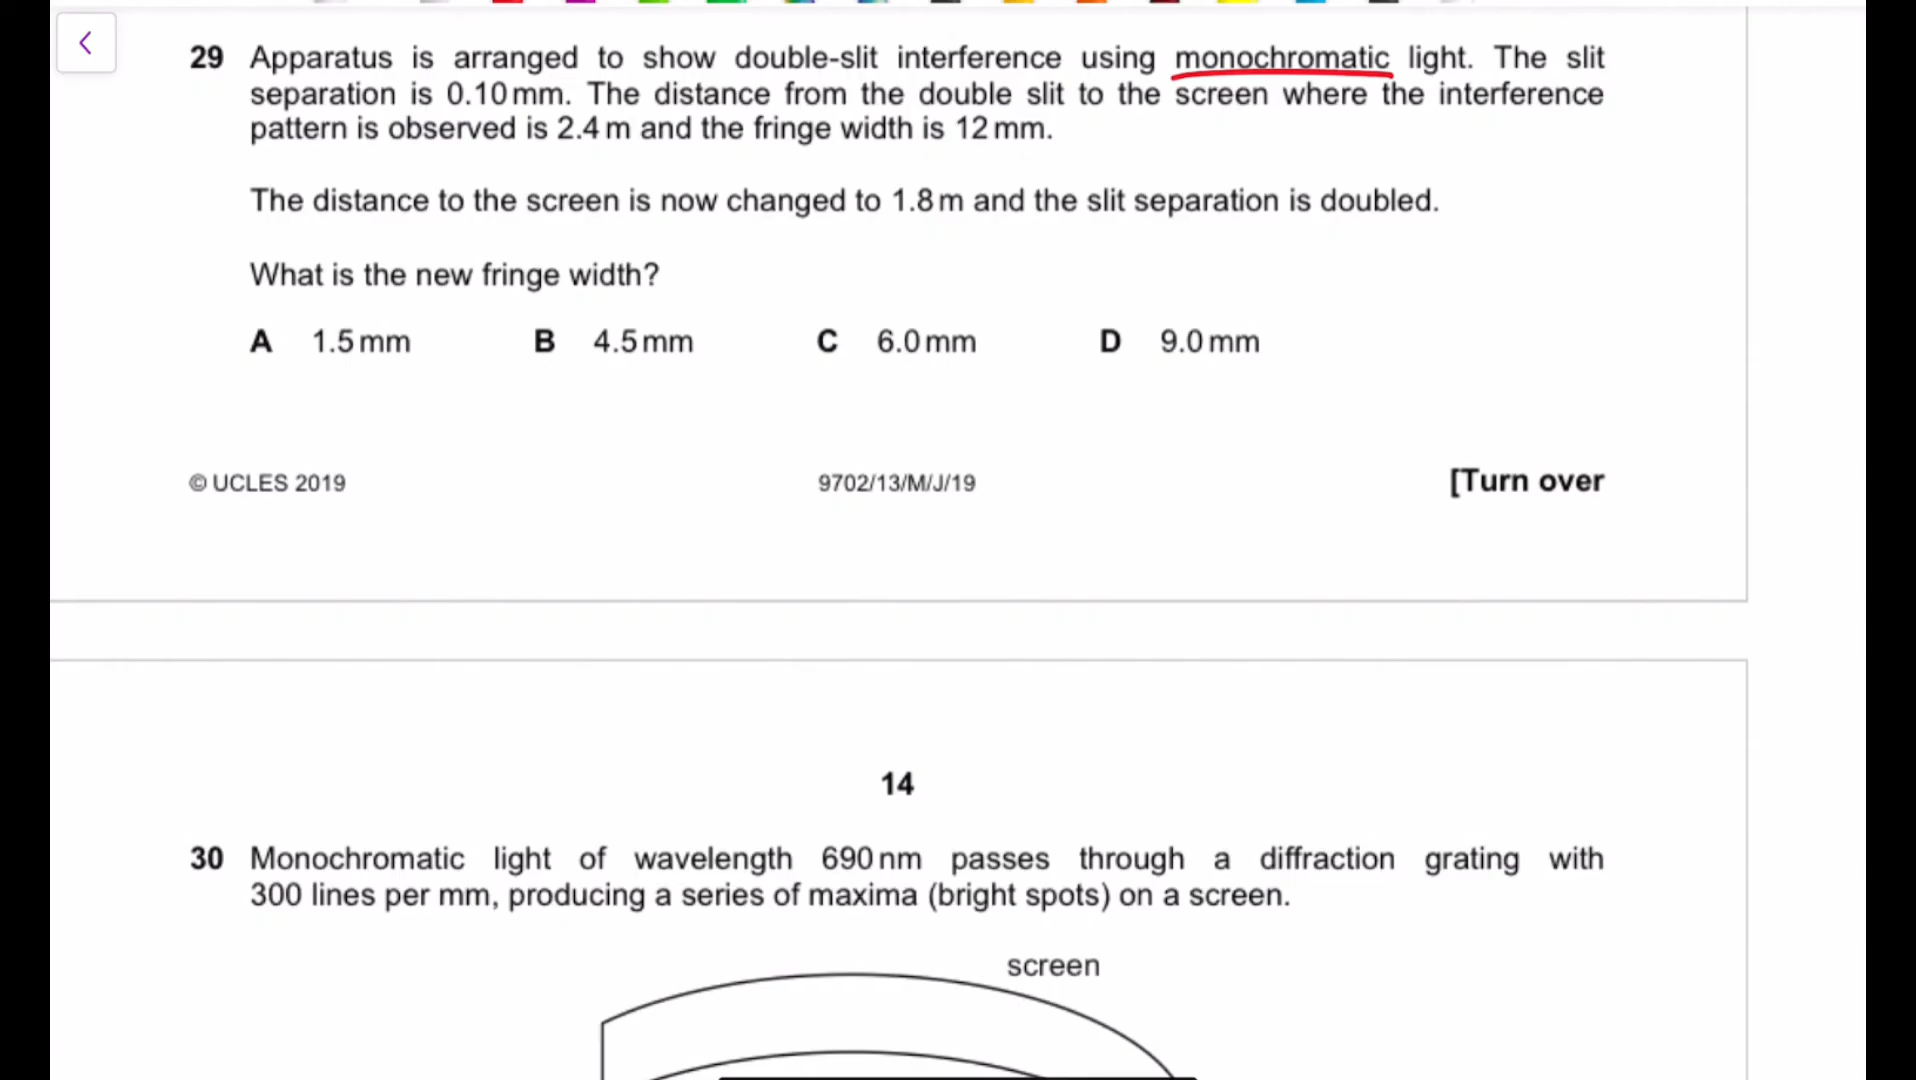 29 Apparatus is arranged to show double-slit interference using monochromatic light. The slit
separation is 0.10 mm. The distance from the double slit to the screen where the interference
pattern is observed is 2.4 m and the fringe width is 12 mm.
The distance to the screen is now changed to 1.8 m and the slit separation is doubled.
What is the new fringe width?
A 1.5 mm B 4.5 mm C 6.0 mm D 9.0 mm
© UCLES 2019 9702/13/M/J/19 [Turn over
14
30 Monochromatic light of wavelength 690 nm passes through a diffraction grating with
300 lines per mm, producing a series of maxima (bright spots) on a screen.
screen